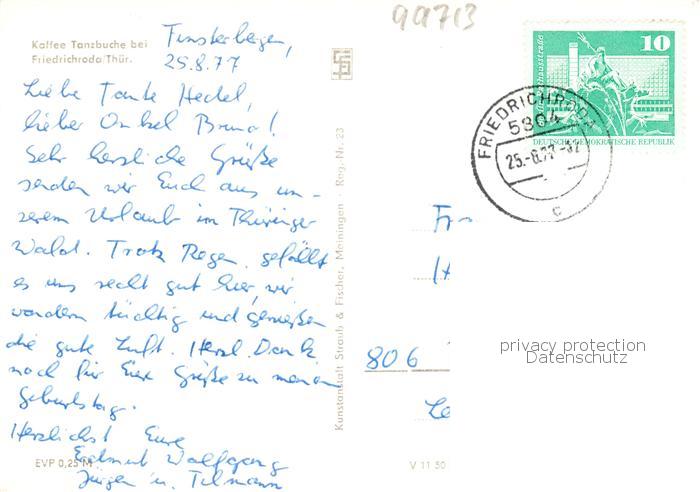 99713
Kaffee Tanzbuche bei
Friedrichroda/Thür.
Finsterbergen,
25.8.77
Liebe Tante Hedel,
lieber Onkel Bruno!
Sehr herzliche Grüße
senden wir Euch aus un-
serem Urlaub im Thüringer
Wald. Trotz Regen gefällt
es uns recht gut hier, wir
wandern tüchtig und genießen
die gute Luft. Herzl. Dank
noch für Eure Grüße zu meinem
Geburtstag.
Herzlichst Eure
Wolfgang
Jürgen u. Tilmann
EVP 0,25 M
Kunstanstalt Straub & Fischer, Meiningen · Reg.-Nr. 23
V 11 50
10
DEUTSCHE DEMOKRATISCHE REPUBLIK
FRIEDRICHRODA
5804
25.-8.77
c
Fr
806
Le
privacy protection
Datenschutz